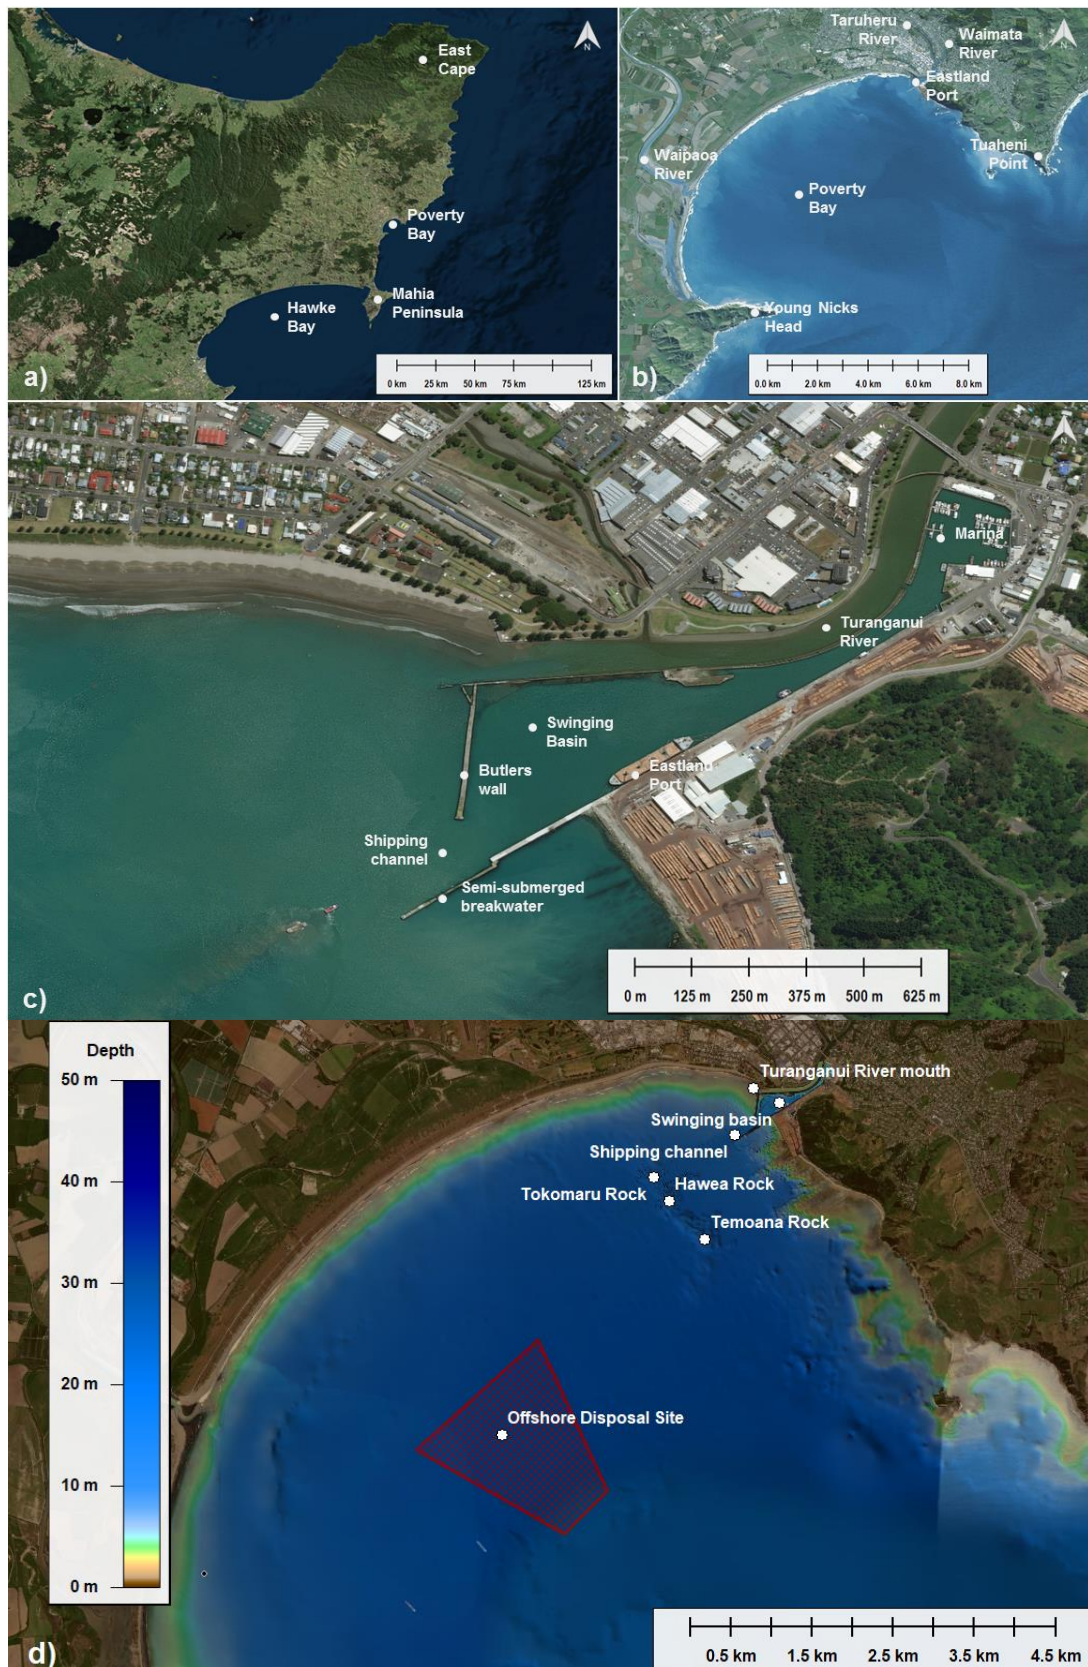 N
East
Cape
Poverty
Bay
Mahia
Peninsula
Hawke
Bay
0 km 25 km 50 km 75 km 125 km
a)
N
Taruheru
River
Waimata
River
Eastland
Port
Tuaheni
Point
Waipaoa
River
Poverty
Bay
Young Nicks
Head
0.0 km 2.0 km 4.0 km 6.0 km 8.0 km
b)
Marina
Turanganui
River
Swinging
Basin
Butlers
wall
Eastland
Port
Shipping
channel
Semi-submerged
breakwater
0 m 125 m 250 m 375 m 500 m 625 m
c)
Depth
50 m
40 m
30 m
20 m
10 m
0 m
Turanganui River mouth
Swinging basin
Shipping channel
Hawea Rock
Tokomaru Rock
Temoana Rock
Offshore Disposal Site
0.5 km 1.5 km 2.5 km 3.5 km 4.5 km
d)